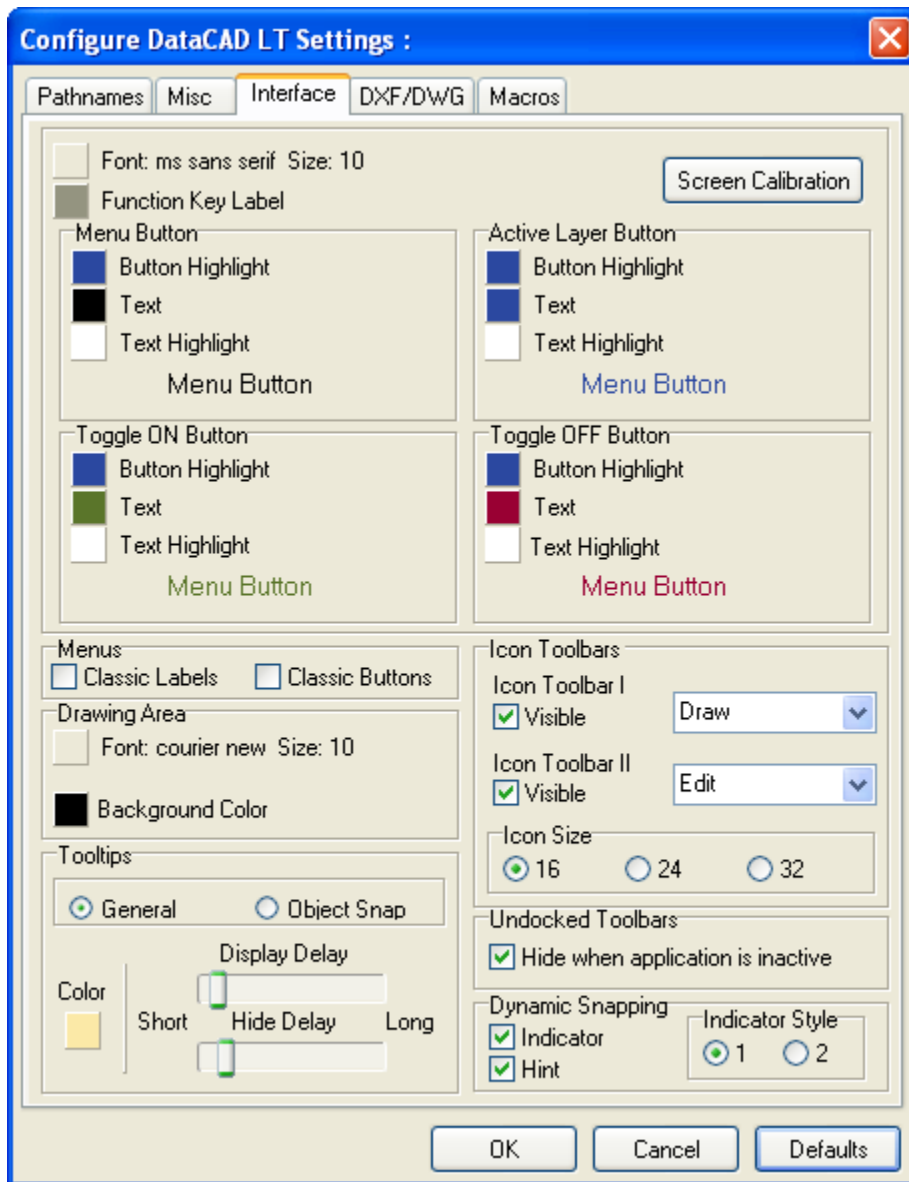 Configure DataCAD LT Settings :
Pathnames Misc Interface DXF/DWG Macros
Font: ms sans serif Size: 10
Screen Calibration
Function Key Label
Menu Button
Button Highlight
Text
Text Highlight
Menu Button
Active Layer Button
Button Highlight
Text
Text Highlight
Menu Button
Toggle ON Button
Button Highlight
Text
Text Highlight
Menu Button
Toggle OFF Button
Button Highlight
Text
Text Highlight
Menu Button
Menus
Classic Labels Classic Buttons
Drawing Area
Font: courier new Size: 10
Background Color
Tooltips
General Object Snap
Display Delay
Color
Short Hide Delay Long
Icon Toolbars
Icon Toolbar I
Visible Draw
Icon Toolbar II
Visible Edit
Icon Size
16 24 32
Undocked Toolbars
Hide when application is inactive
Dynamic Snapping
Indicator
Hint
Indicator Style
1 2
OK Cancel Defaults